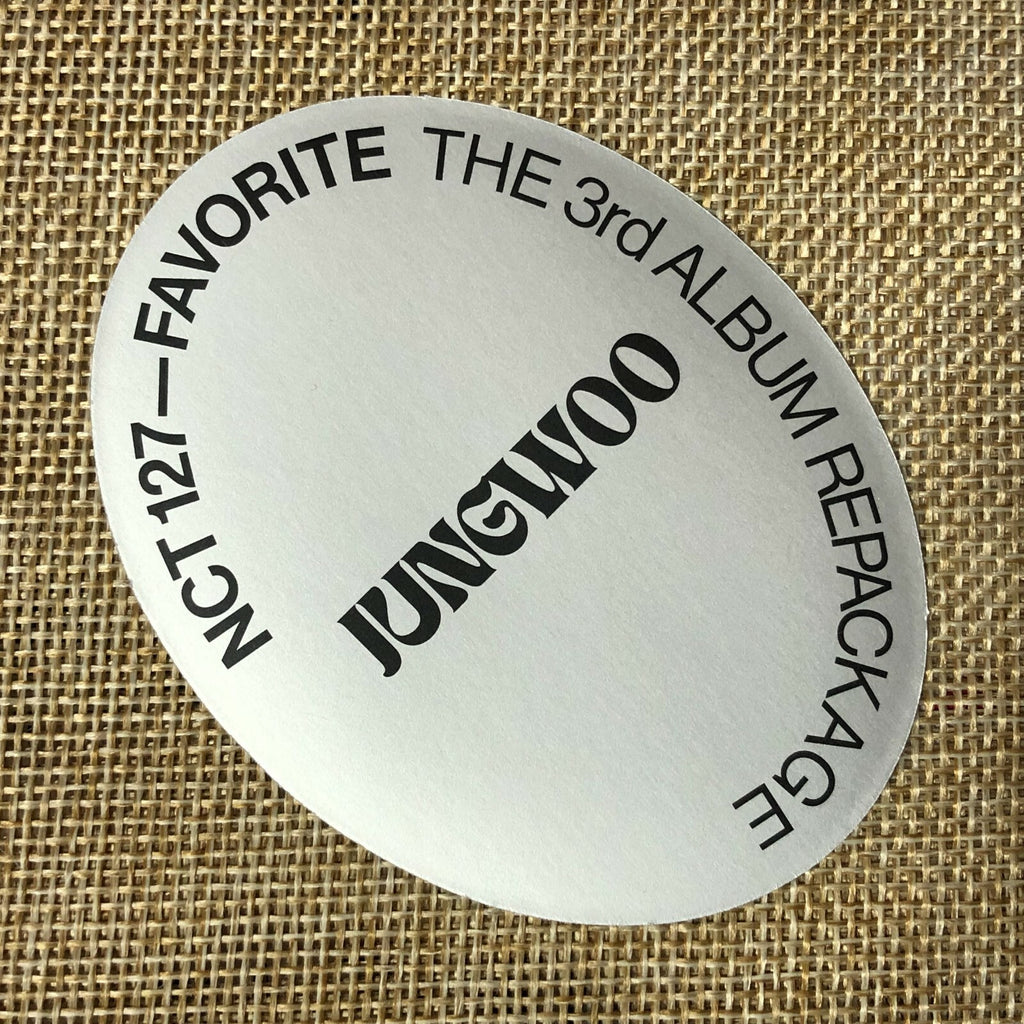 NCT 127—FAVORITE THE 3rd ALBUM REPACKAGE
JUNGWOO